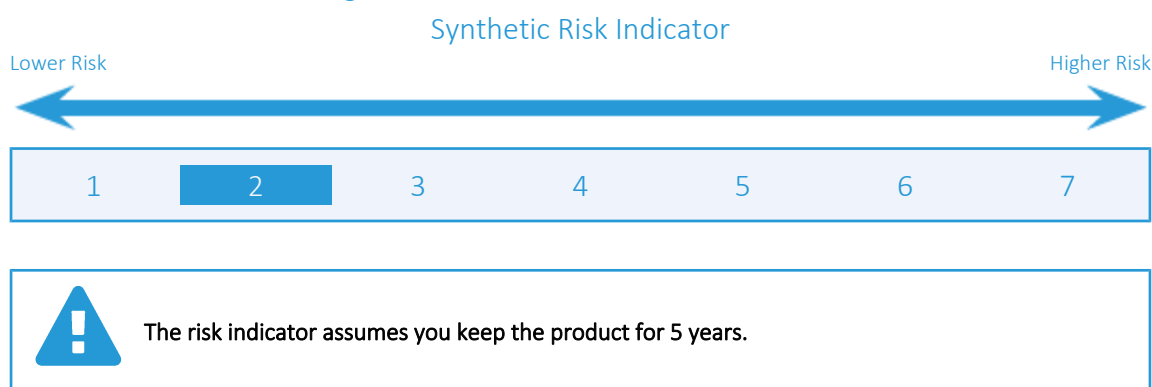 Synthetic Risk Indicator
Lower Risk Higher Risk
1 2 3 4 5 6 7
The risk indicator assumes you keep the product for 5 years.